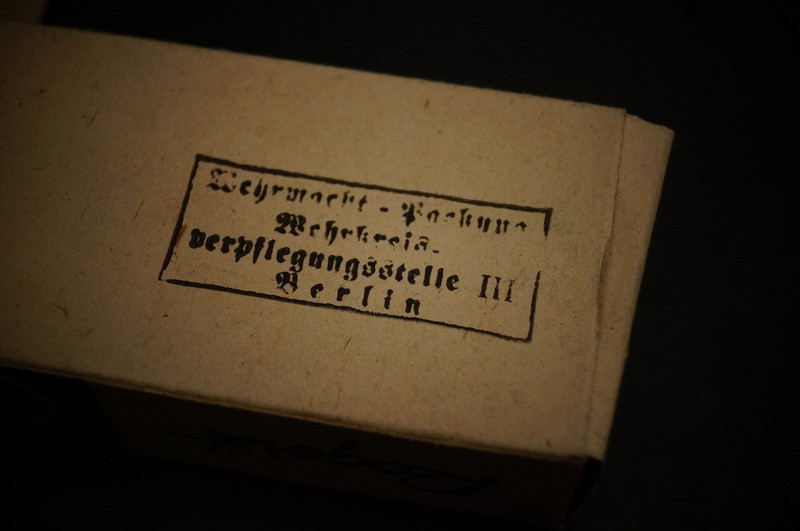 Wehrmacht - Packung
Wehrkreis-
verpflegungsstelle III
Berlin